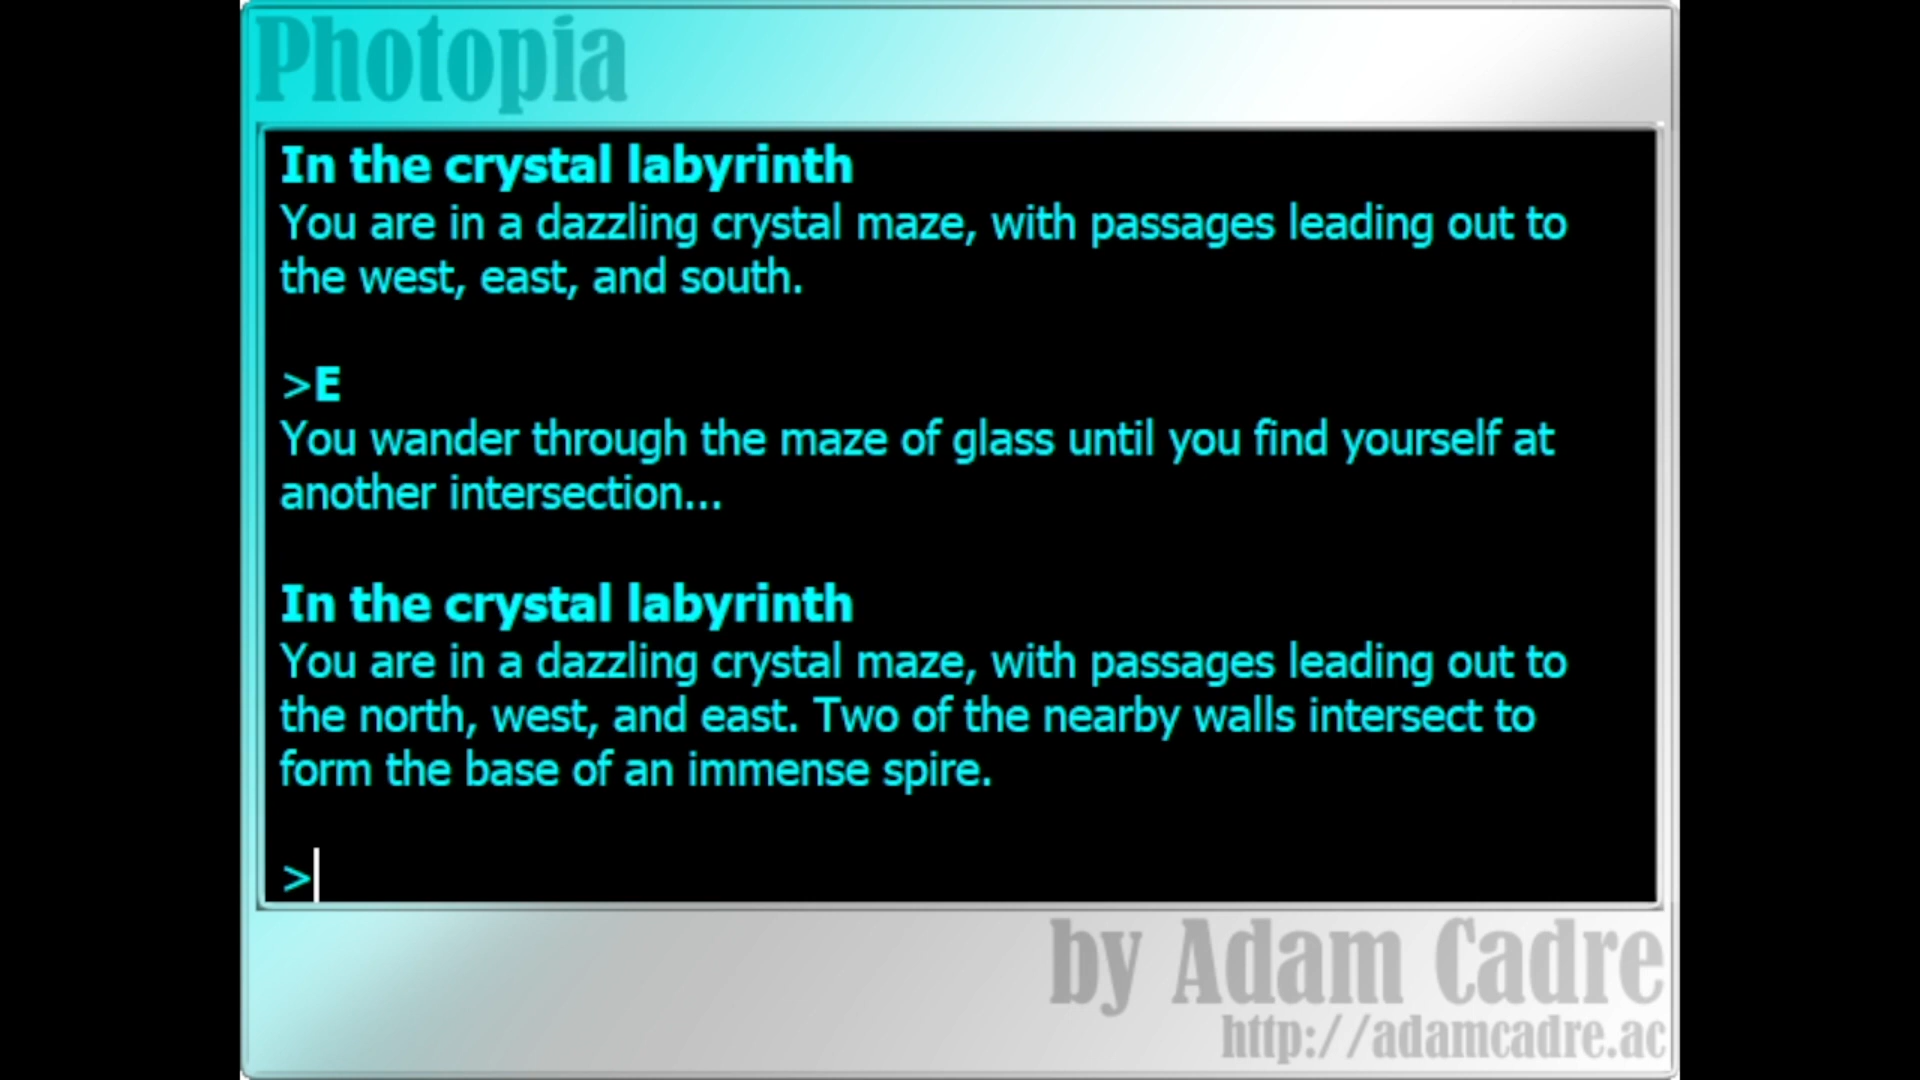 Photopia
In the crystal labyrinth
You are in a dazzling crystal maze, with passages leading out to
the west, east, and south.
>E
You wander through the maze of glass until you find yourself at
another intersection...
In the crystal labyrinth
You are in a dazzling crystal maze, with passages leading out to
the north, west, and east. Two of the nearby walls intersect to
form the base of an immense spire.
>
by Adam Cadre
http://adamcadre.ac